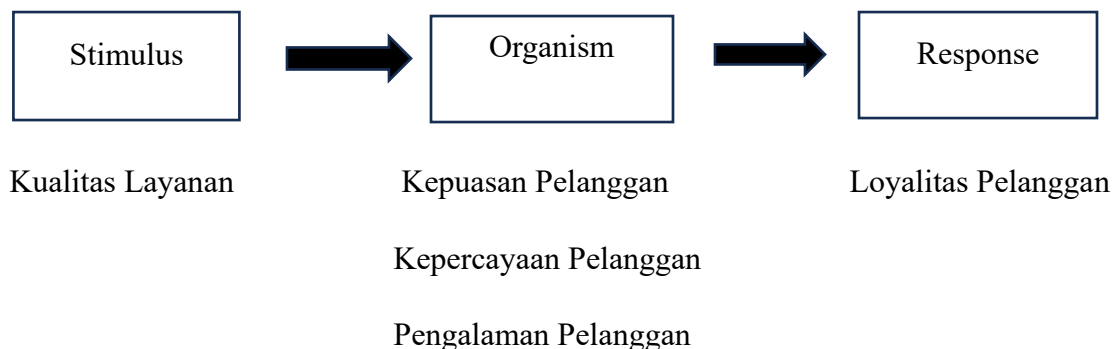 Stimulus
Organism
Response
Kualitas Layanan
Kepuasan Pelanggan
Loyalitas Pelanggan
Kepercayaan Pelanggan
Pengalaman Pelanggan